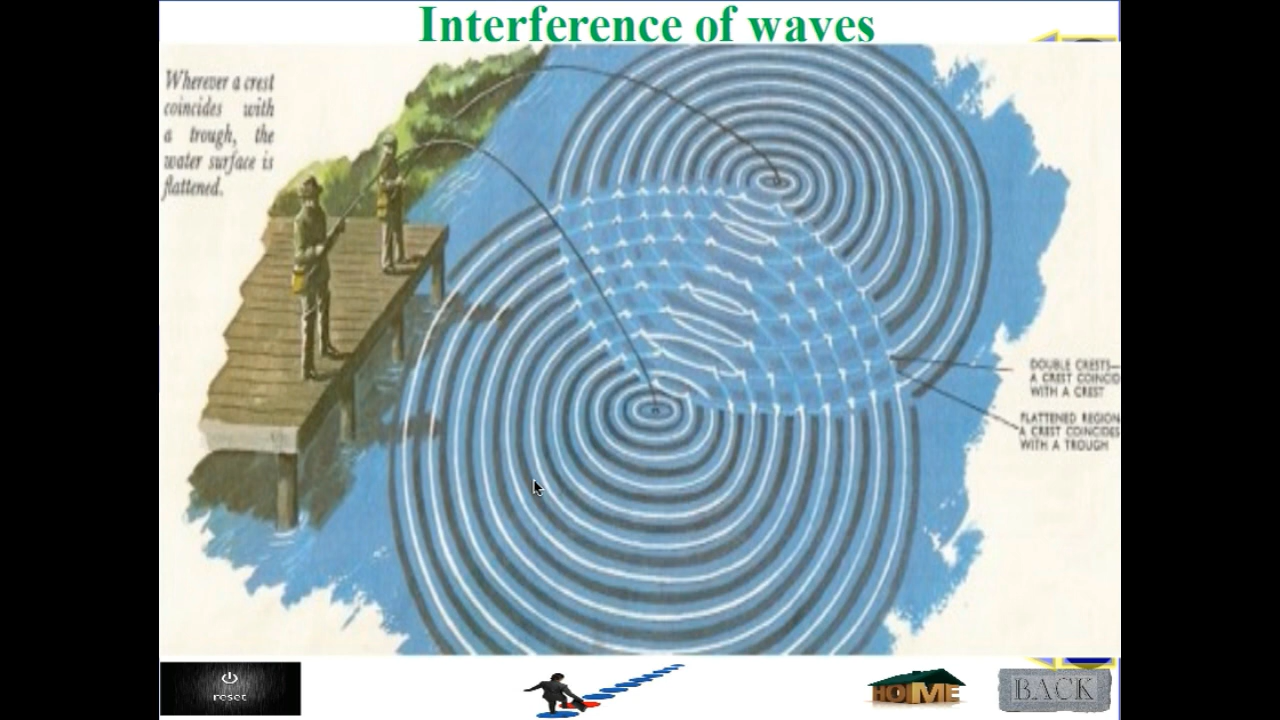 Interference of waves
Wherever a crest
coincides with
a trough, the
water surface is
flattened.
DOUBLE CRESTS—
A CREST COINCID
WITH A CREST
FLATTENED REGION
A CREST COINCIDES
WITH A TROUGH
reset
HOME
BACK